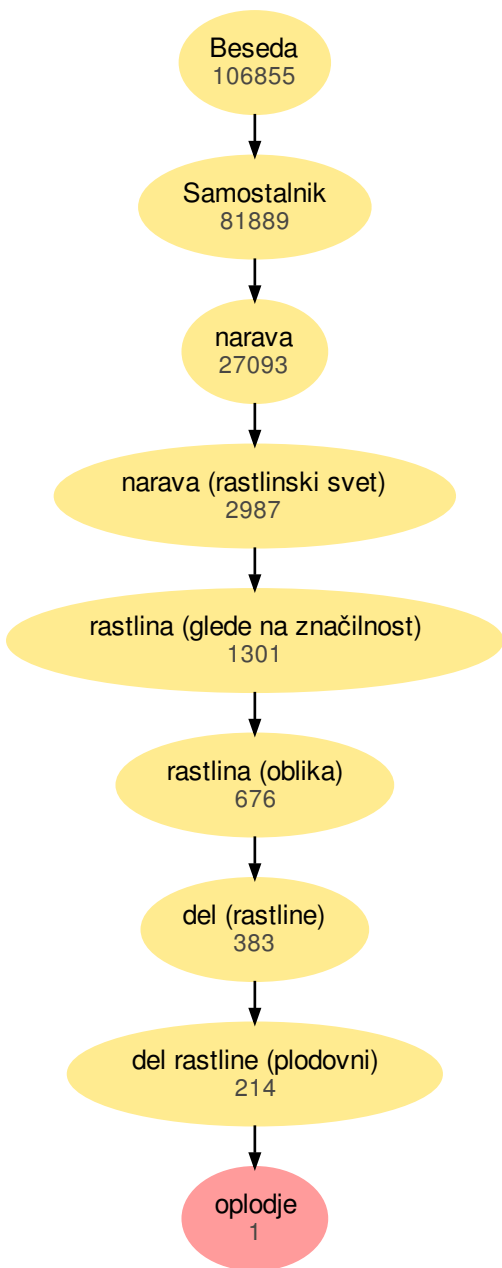 Beseda
106855
Samostalnik
81889
narava
27093
narava (rastlinski svet)
2987
rastlina (glede na značilnost)
1301
rastlina (oblika)
676
del (rastline)
383
del rastline (plodovni)
214
oplodje
1